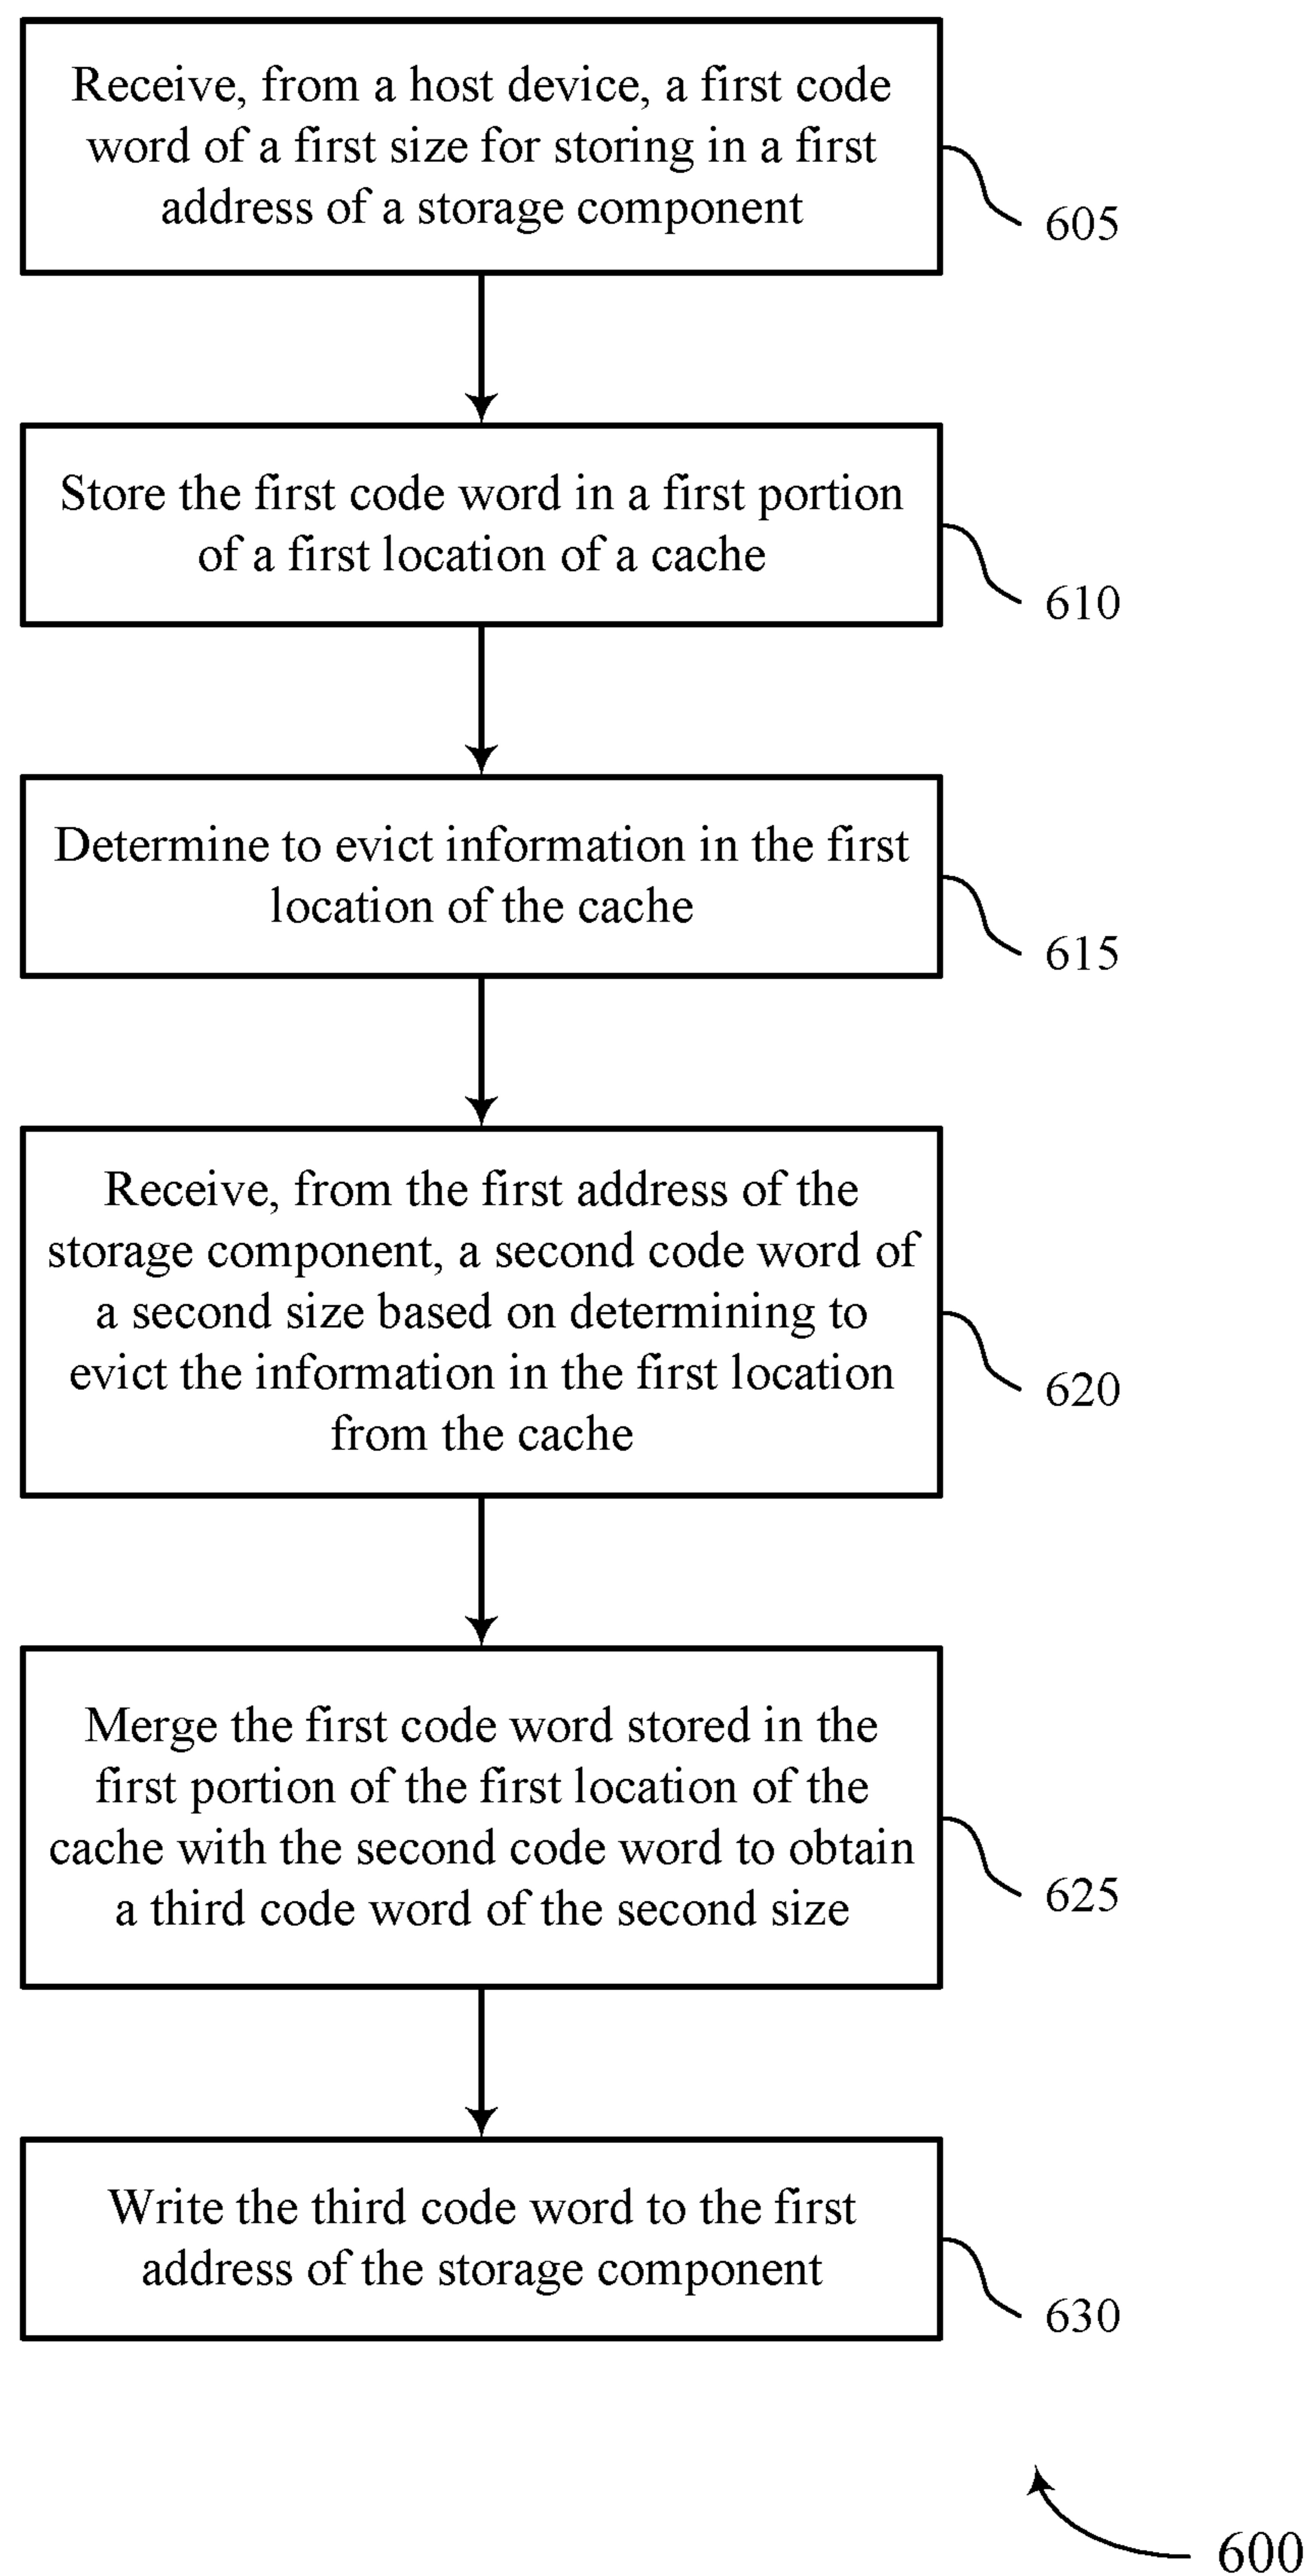 Receive, from a host device, a first code
word of a first size for storing in a first
address of a storage component
605
Store the first code word in a first portion
of a first location of a cache
610
Determine to evict information in the first
location of the cache
615
Receive, from the first address of the
storage component, a second code word of
a second size based on determining to
evict the information in the first location
from the cache
620
Merge the first code word stored in the
first portion of the first location of the
cache with the second code word to obtain
a third code word of the second size
625
Write the third code word to the first
address of the storage component
630
600